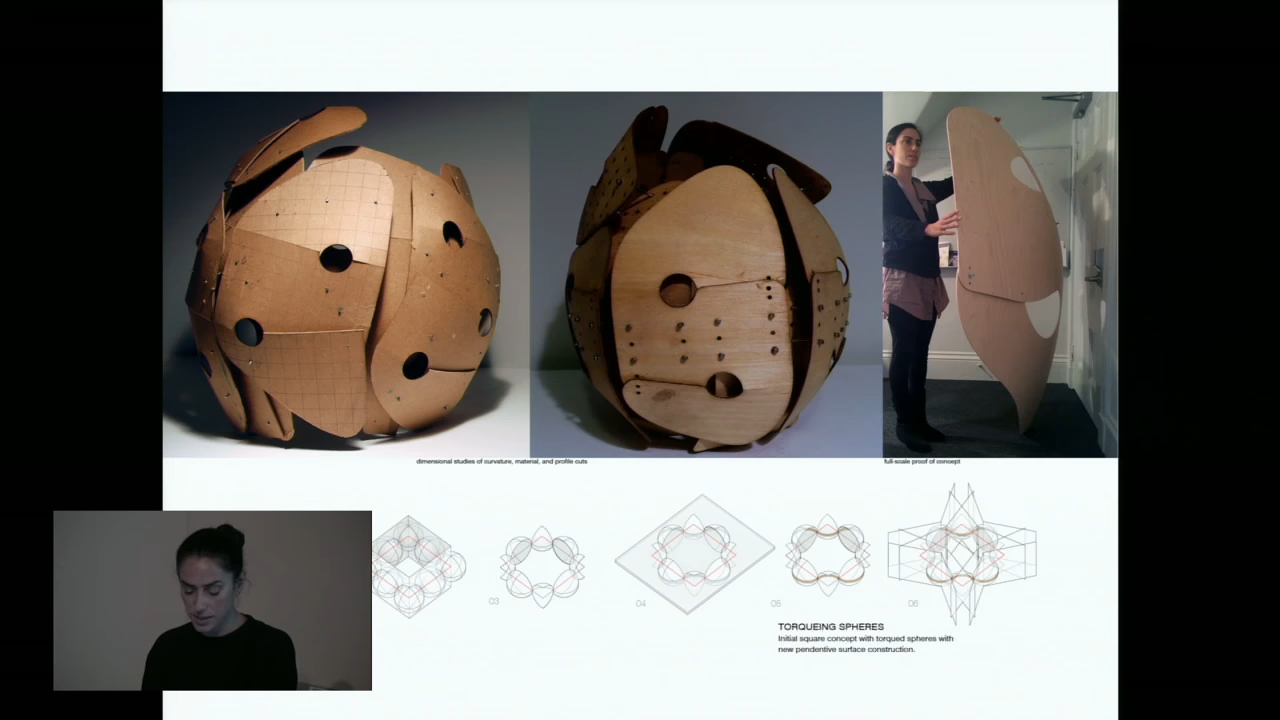 dimensional studies of curvature, material, and profile cuts
full-scale proof of concept
03
04
05
06
TORQUEING SPHERES
Initial square concept with torqued spheres with
new pendentive surface construction.